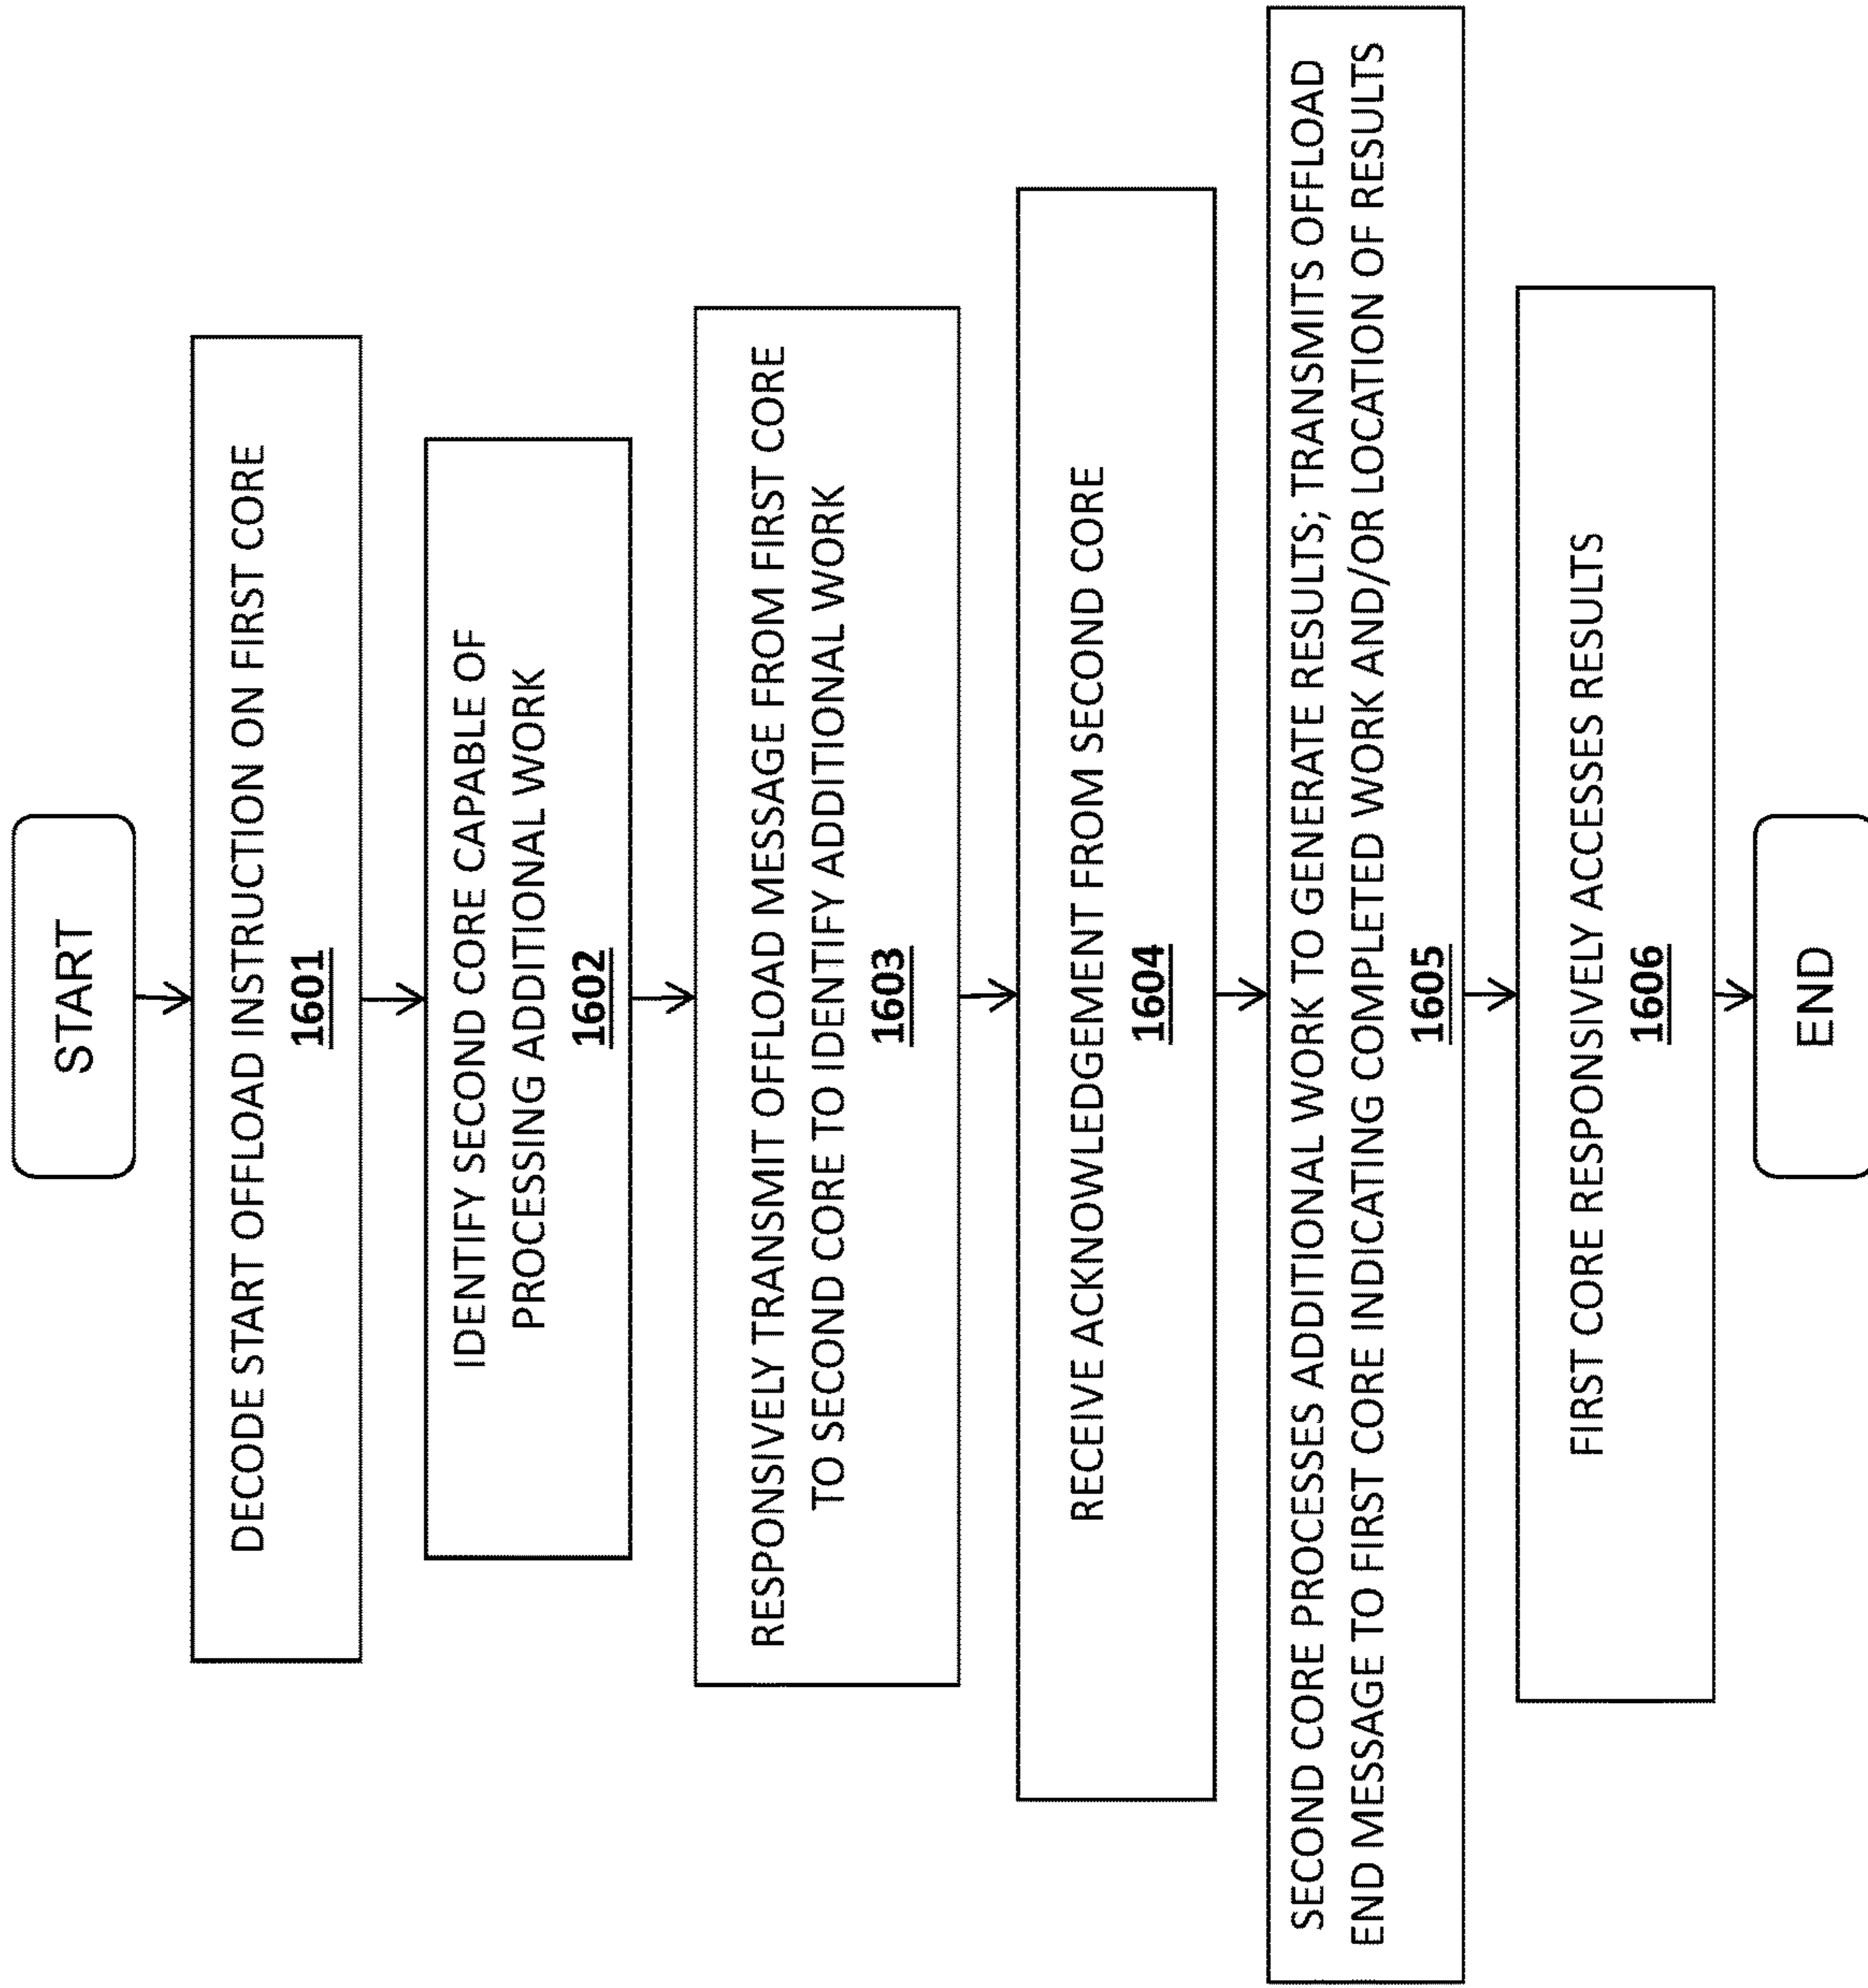 START
DECODE START OFFLOAD INSTRUCTION ON FIRST CORE
1601
IDENTIFY SECOND CORE CAPABLE OF
PROCESSING ADDITIONAL WORK
1602
RESPONSIVELY TRANSMIT OFFLOAD MESSAGE FROM FIRST CORE
TO SECOND CORE TO IDENTIFY ADDITIONAL WORK
1603
RECEIVE ACKNOWLEDGEMENT FROM SECOND CORE
1604
SECOND CORE PROCESSES ADDITIONAL WORK TO GENERATE RESULTS; TRANSMITS OFFLOAD
END MESSAGE TO FIRST CORE INDICATING COMPLETED WORK AND/OR LOCATION OF RESULTS
1605
FIRST CORE RESPONSIVELY ACCESSES RESULTS
1606
END